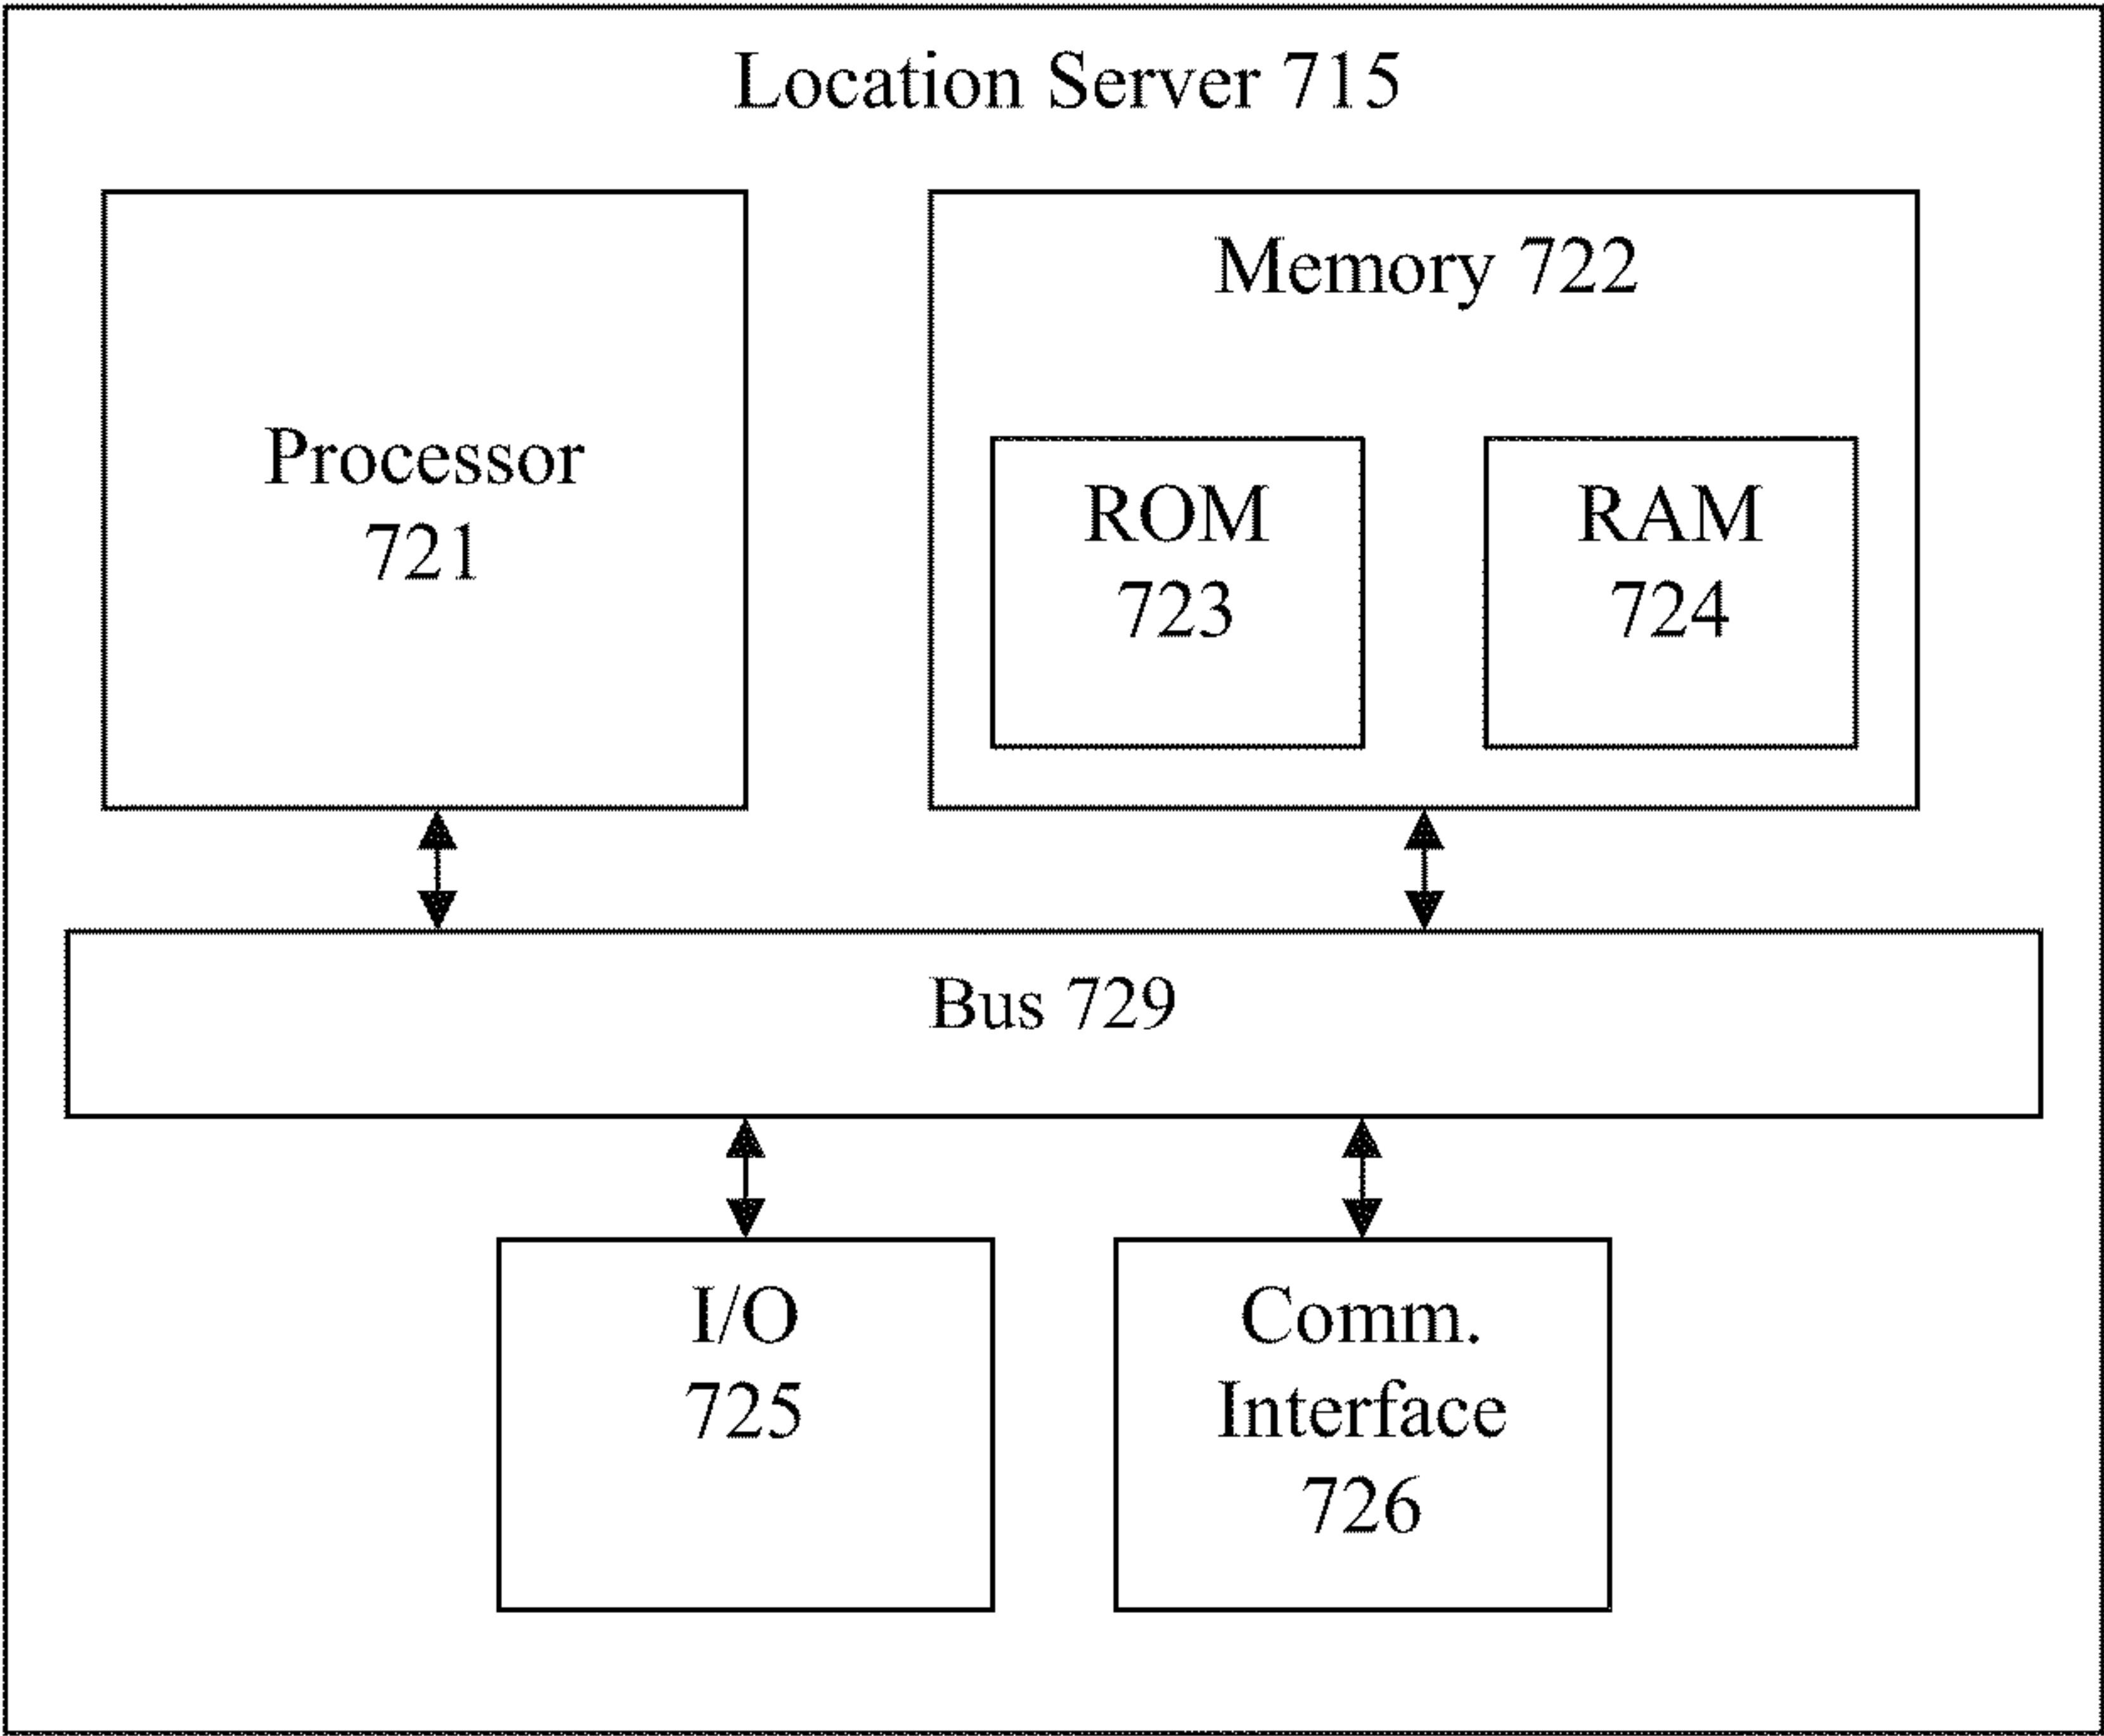 Location Server 715
Processor
721
Memory 722
ROM
723
RAM
724
Bus 729
I/O
725
Comm.
Interface
726